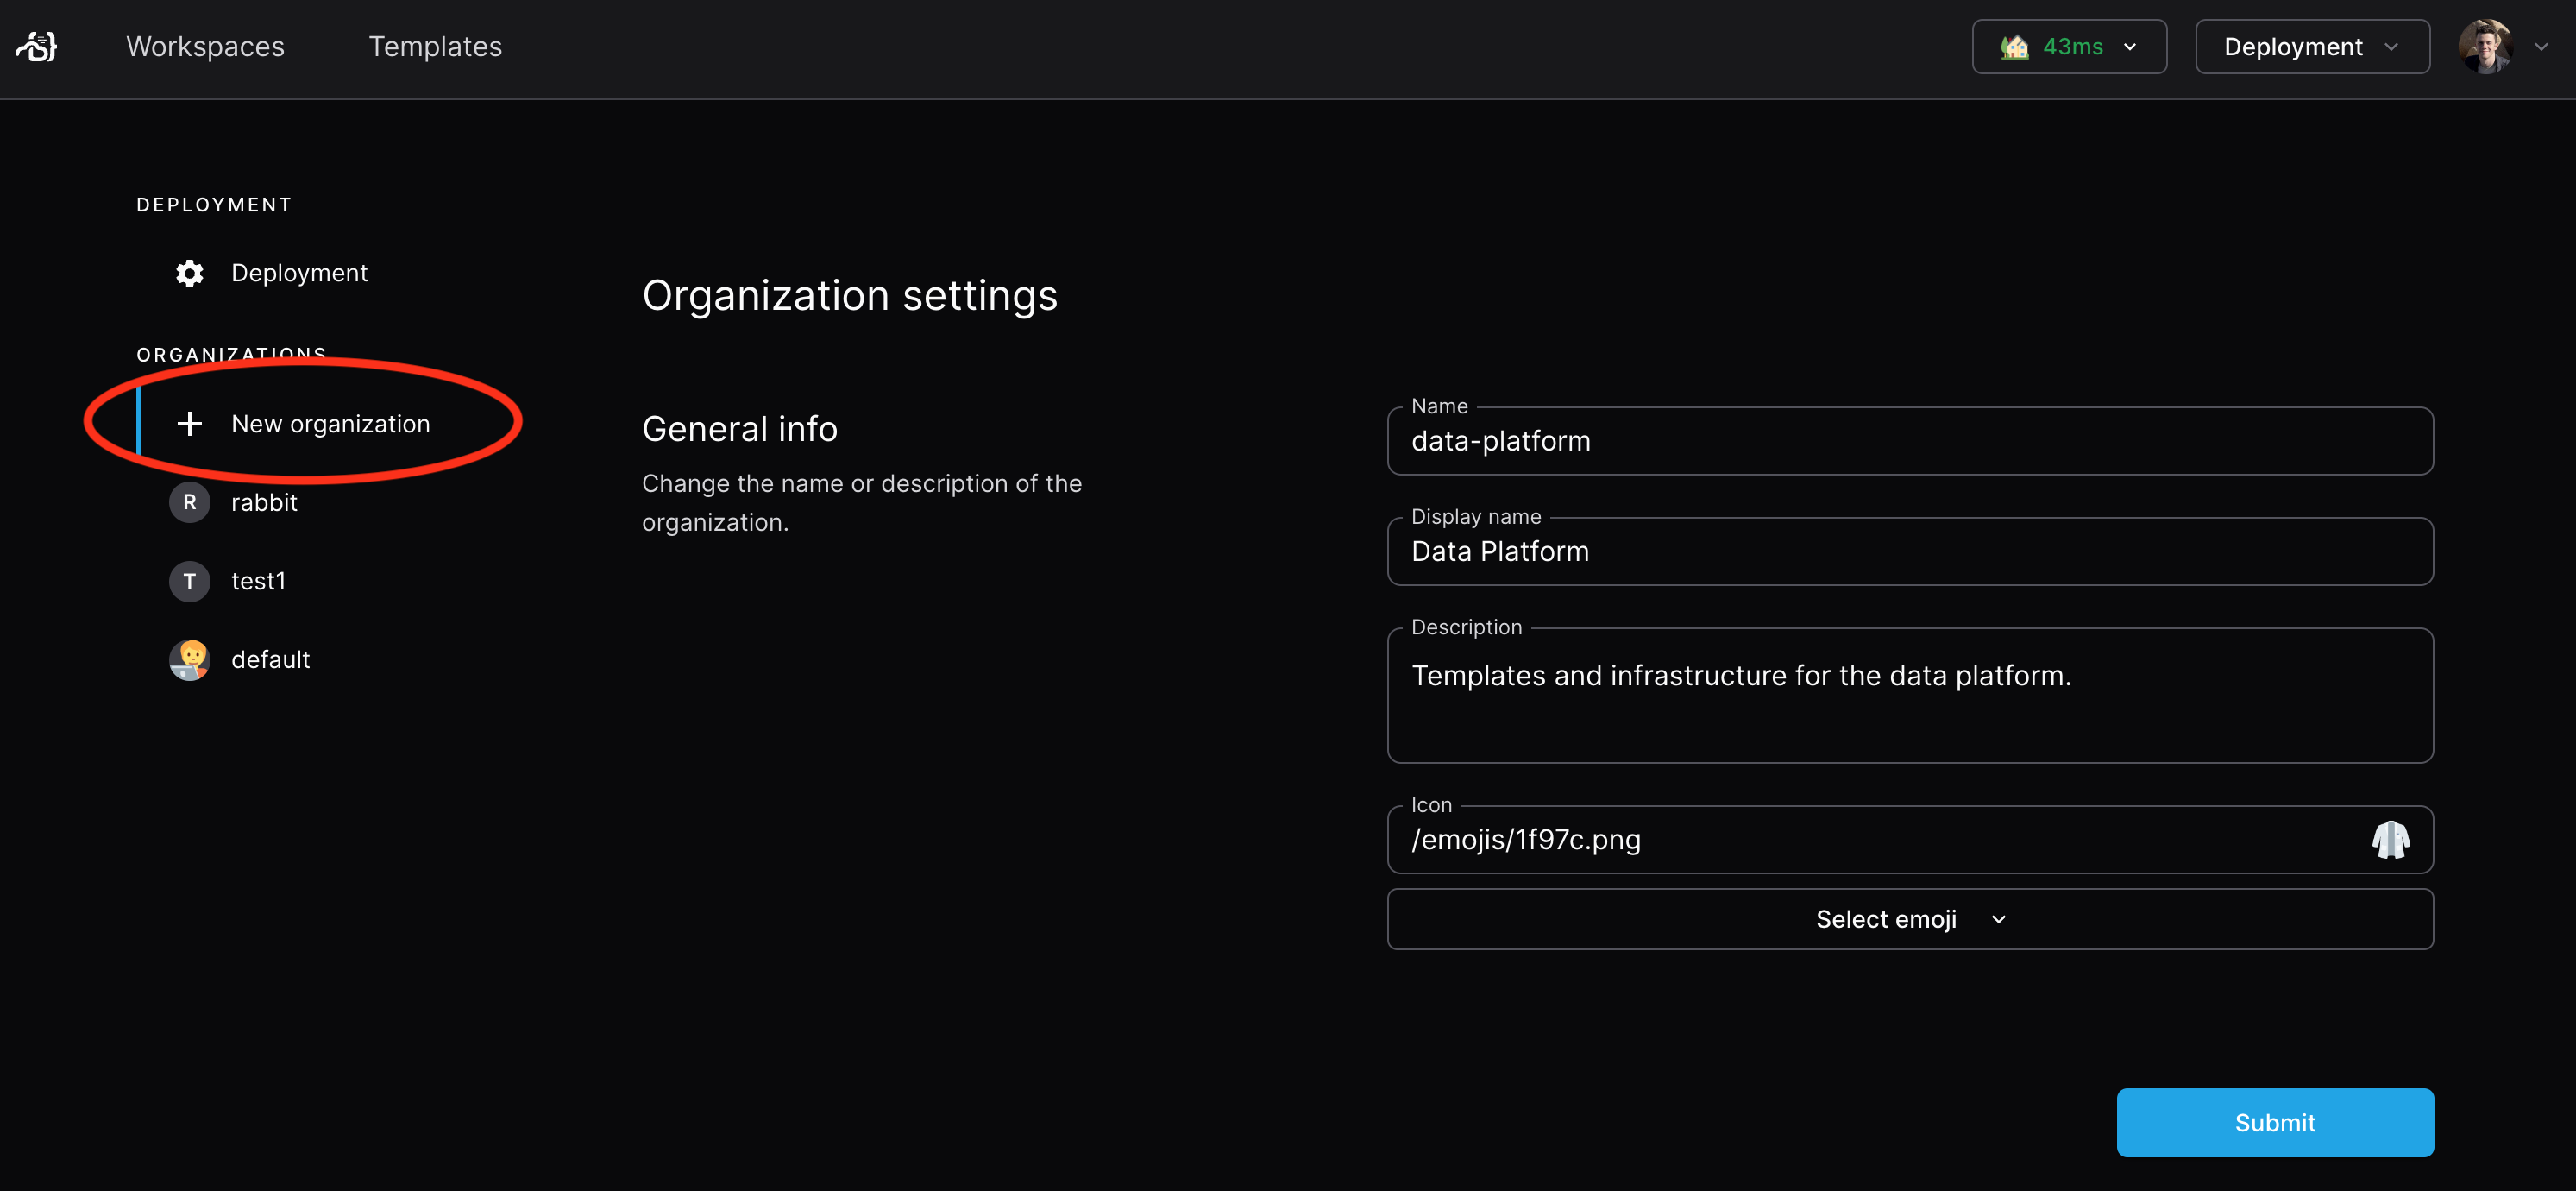 Workspaces
Templates
43ms
Deployment
DEPLOYMENT
Deployment
ORGANIZATIONS
New organization
R rabbit
T test1
default
Organization settings
General info
Change the name or description of the
organization.
Name
data-platform
Display name
Data Platform
Description
Templates and infrastructure for the data platform.
Icon
/emojis/1f97c.png
Select emoji
Submit